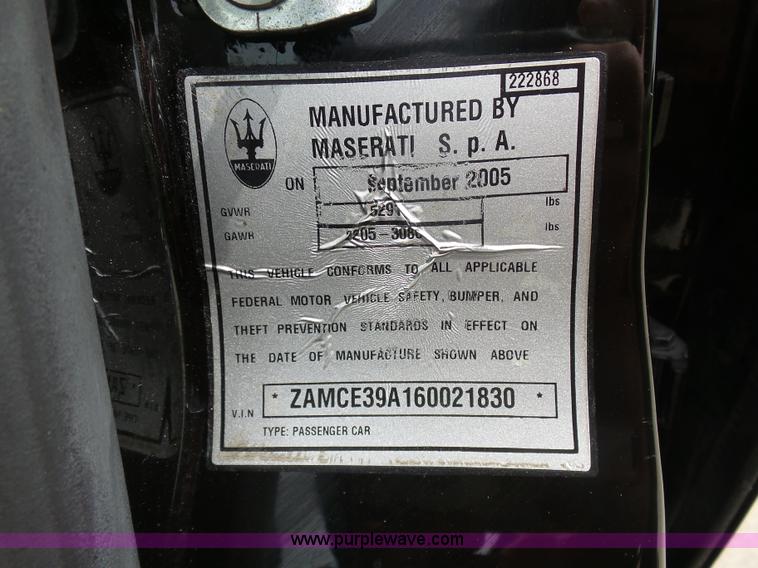 222868
MASERATI
MANUFACTURED BY
MASERATI S. p. A.
ON September 2005
GVWR lbs
GAWR lbs
THIS VEHICLE CONFORMS TO ALL APPLICABLE
FEDERAL MOTOR VEHICLE SAFETY, BUMPER, AND
THEFT PREVENTION STANDARDS IN EFFECT ON
THE DATE OF MANUFACTURE SHOWN ABOVE
V.I.N * ZAMCE39A160021830 *
TYPE: PASSENGER CAR
www.purplewave.com